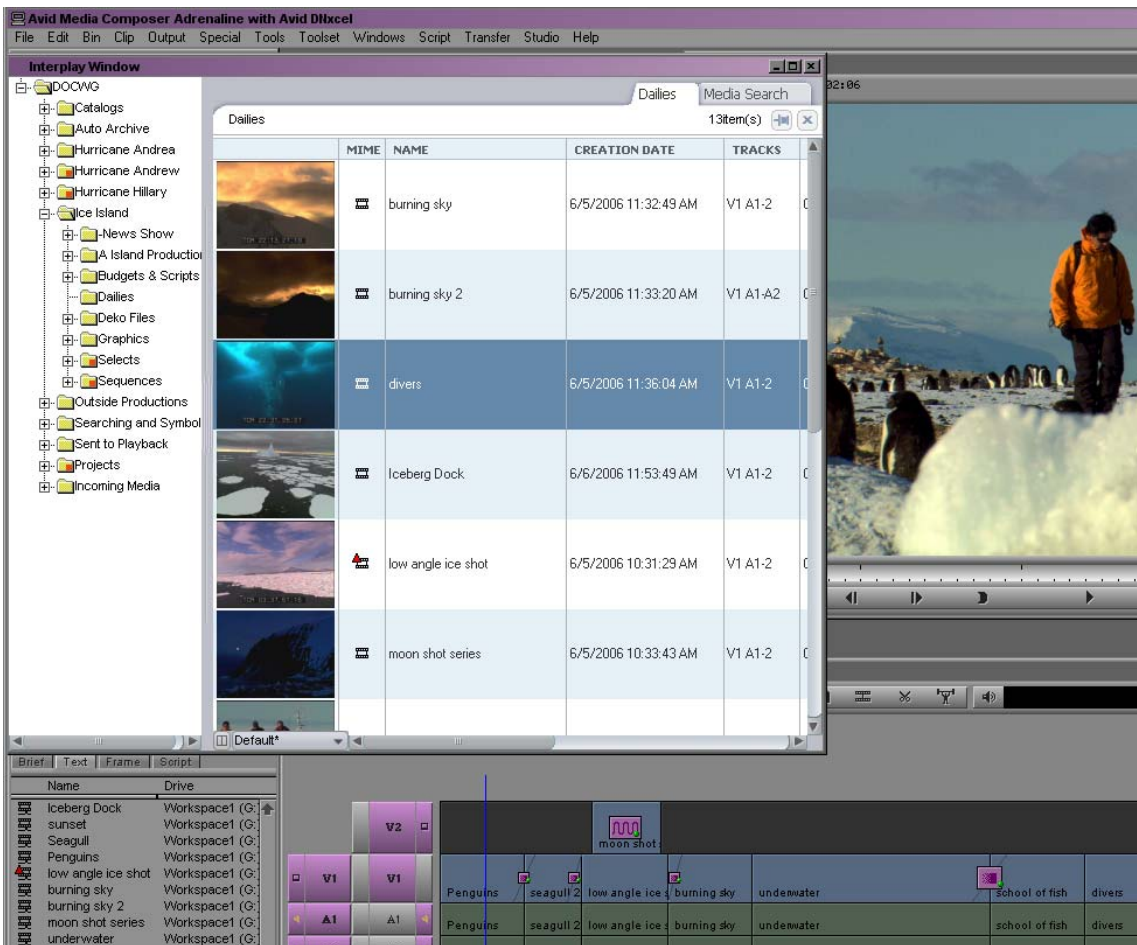 Avid Media Composer Adrenaline with Avid DNxcel
File Edit Bin Clip Output Special Tools Toolset Windows Script Transfer Studio Help
Interplay Window
DOCWG
Catalogs
Auto Archive
Hurricane Andrea
Hurricane Andrew
Hurricane Hillary
Ice Island
-News Show
A Island Productio
Budgets & Scripts
Dailies
Deko Files
Graphics
Selects
Sequences
Outside Productions
Searching and Symbol
Sent to Playback
Projects
Incoming Media
Dailies Media Search
Dailies 13item(s)
MIME NAME CREATION DATE TRACKS
burning sky 6/5/2006 11:32:49 AM V1 A1-2
burning sky 2 6/5/2006 11:33:20 AM V1 A1-A2
divers 6/5/2006 11:36:04 AM V1 A1-2
Iceberg Dock 6/6/2006 11:53:49 AM V1 A1-2
low angle ice shot 6/5/2006 10:31:29 AM V1 A1-2
moon shot series 6/5/2006 10:33:43 AM V1 A1-2
Default*
02:06
Brief Text Frame Script
Name Drive
Iceberg Dock Workspace1 (G:
sunset Workspace1 (G:
Seagull Workspace1 (G:
Penguins Workspace1 (G:
low angle ice shot Workspace1 (G:
burning sky Workspace1 (G:
burning sky 2 Workspace1 (G:
moon shot series Workspace1 (G:
underwater Workspace1 (G:
V2 moon shot
V1 V1 Penguins seagull 2 low angle ice s burning sky underwater school of fish divers
A1 A1 Penguins seagull 2 low angle ice s burning sky underwater school of fish divers